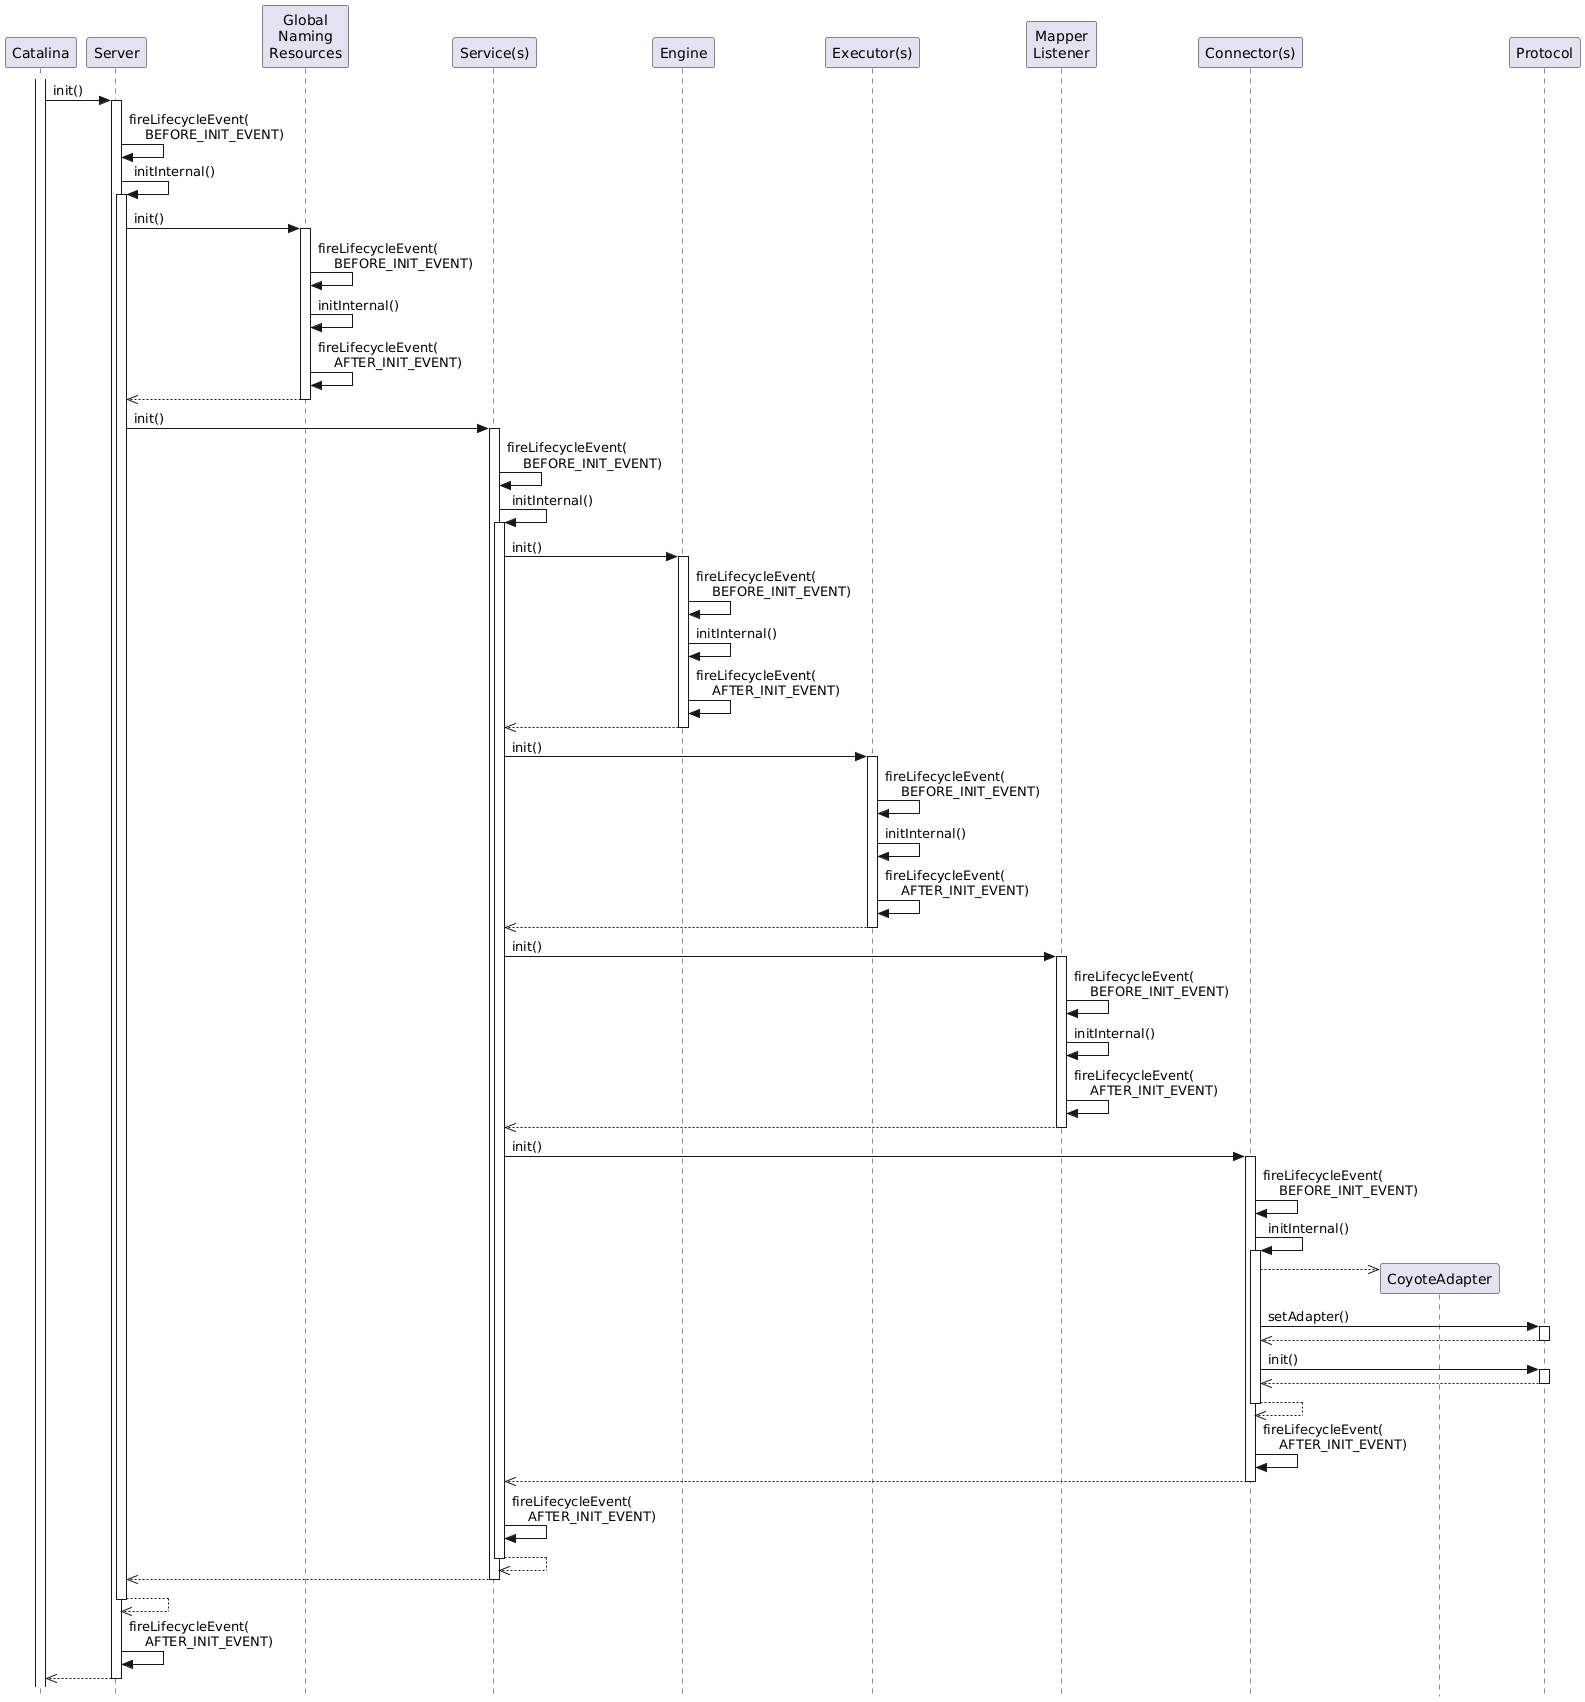 Catalina
Server
Global
Naming
Resources
Service(s)
Engine
Executor(s)
Mapper
Listener
Connector(s)
Protocol
init()
fireLifecycleEvent(
BEFORE_INIT_EVENT)
initInternal()
init()
fireLifecycleEvent(
BEFORE_INIT_EVENT)
initInternal()
fireLifecycleEvent(
AFTER_INIT_EVENT)
init()
fireLifecycleEvent(
BEFORE_INIT_EVENT)
initInternal()
init()
fireLifecycleEvent(
BEFORE_INIT_EVENT)
initInternal()
fireLifecycleEvent(
AFTER_INIT_EVENT)
init()
fireLifecycleEvent(
BEFORE_INIT_EVENT)
initInternal()
fireLifecycleEvent(
AFTER_INIT_EVENT)
init()
fireLifecycleEvent(
BEFORE_INIT_EVENT)
initInternal()
fireLifecycleEvent(
AFTER_INIT_EVENT)
init()
fireLifecycleEvent(
BEFORE_INIT_EVENT)
initInternal()
CoyoteAdapter
setAdapter()
init()
fireLifecycleEvent(
AFTER_INIT_EVENT)
fireLifecycleEvent(
AFTER_INIT_EVENT)
fireLifecycleEvent(
AFTER_INIT_EVENT)